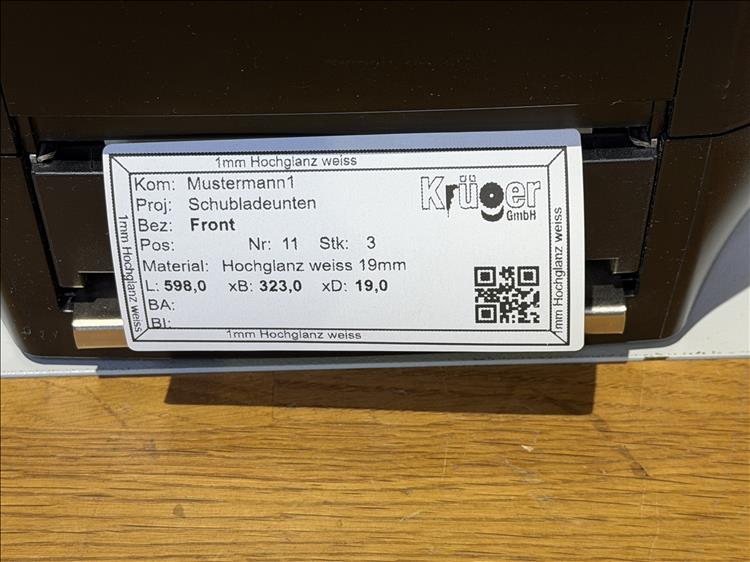 1mm Hochglanz weiss
Kom: Mustermann1
Krüger
GmbH
Proj: Schubladeunten
Bez: Front
Pos: Nr: 11 Stk: 3
Material: Hochglanz weiss 19mm
L: 598,0 xB: 323,0 xD: 19,0
BA:
BI:
1mm Hochglanz weiss
1mm Hochglanz weiss
1mm Hochglanz weiss